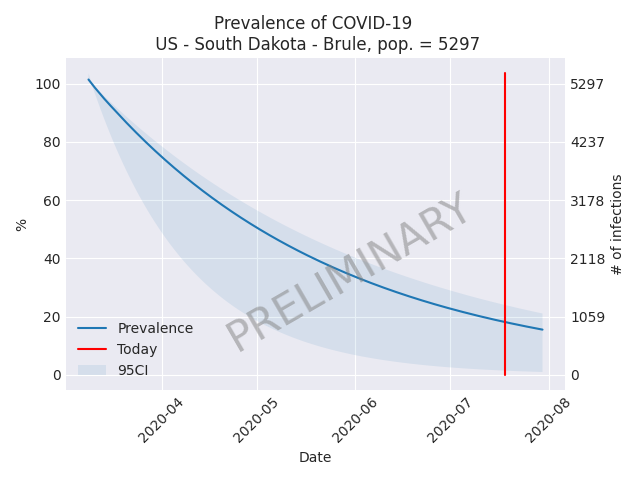 Prevalence of COVID-19
US - South Dakota - Brule, pop. = 5297
100
80
60
40
20
0
%
5297
4237
3178
2118
1059
0
# of infections
PRELIMINARY
Prevalence
Today
95CI
2020-04
2020-05
2020-06
2020-07
2020-08
Date